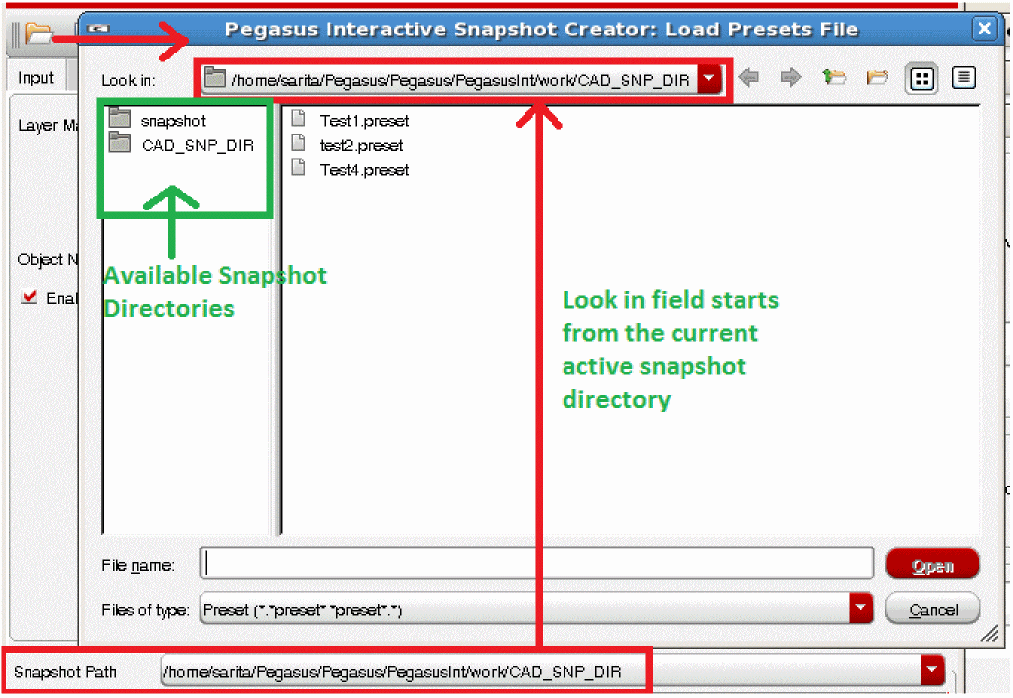 Pegasus Interactive Snapshot Creator: Load Presets File
Input
Look in:
/home/sarita/Pegasus/Pegasus/PegasusInt/work/CAD_SNP_DIR
Layer Ma
snapshot
CAD_SNP_DIR
Test1.preset
test2.preset
Test4.preset
Object N
Enal
Available Snapshot
Directories
Look in field starts
from the current
active snapshot
directory
File name:
Open
Files of type:
Preset (*.*preset* *preset*.*)
Cancel
Snapshot Path
/home/sarita/Pegasus/Pegasus/PegasusInt/work/CAD_SNP_DIR